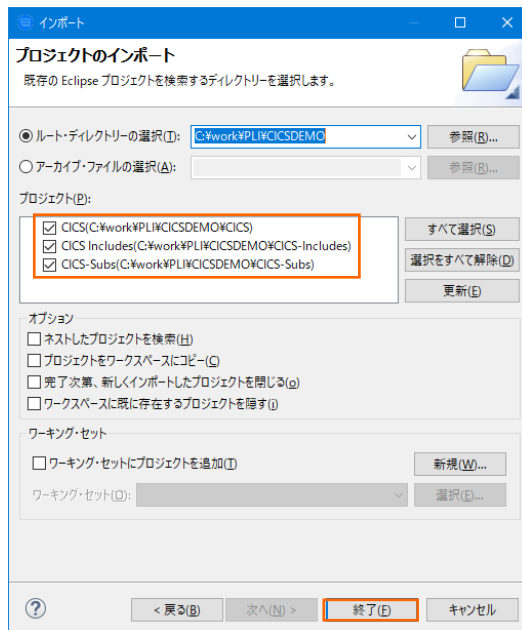 インポート
プロジェクトのインポート
既存の Eclipse プロジェクトを検索するディレクトリーを選択します。
ルート・ディレクトリーの選択(T): C:¥work¥PLI¥CICSDEMO 参照(R)...
アーカイブ・ファイルの選択(A): 参照(R)...
プロジェクト(P):
CICS(C:¥work¥PLI¥CICSDEMO¥CICS) すべて選択(S)
CICS Includes(C:¥work¥PLI¥CICSDEMO¥CICS-Includes) 選択をすべて解除(D)
CICS-Subs(C:¥work¥PLI¥CICSDEMO¥CICS-Subs)
更新(E)
オプション
ネストしたプロジェクトを検索(H)
プロジェクトをワークスペースにコピー(C)
完了次第、新しくインポートしたプロジェクトを閉じる(o)
ワークスペースに既に存在するプロジェクトを隠す(i)
ワーキング・セット
ワーキング・セットにプロジェクトを追加(T) 新規(W)...
ワーキング・セット(O): 選択(E)...
? < 戻る(B) 次へ(N) > 終了(F) キャンセル